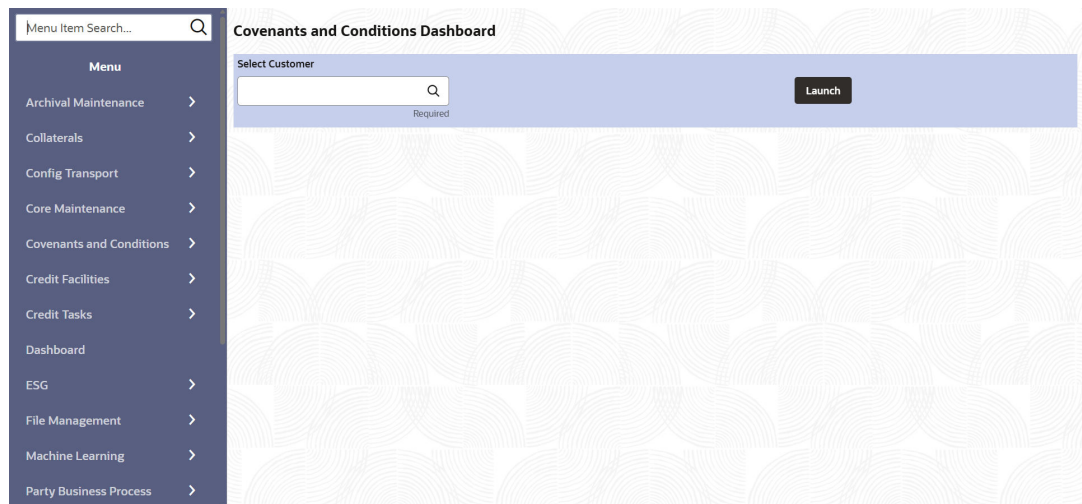 Menu Item Search...
Menu
Archival Maintenance
Collaterals
Config Transport
Core Maintenance
Covenants and Conditions
Credit Facilities
Credit Tasks
Dashboard
ESG
File Management
Machine Learning
Party Business Process
Covenants and Conditions Dashboard
Select Customer
Required
Launch